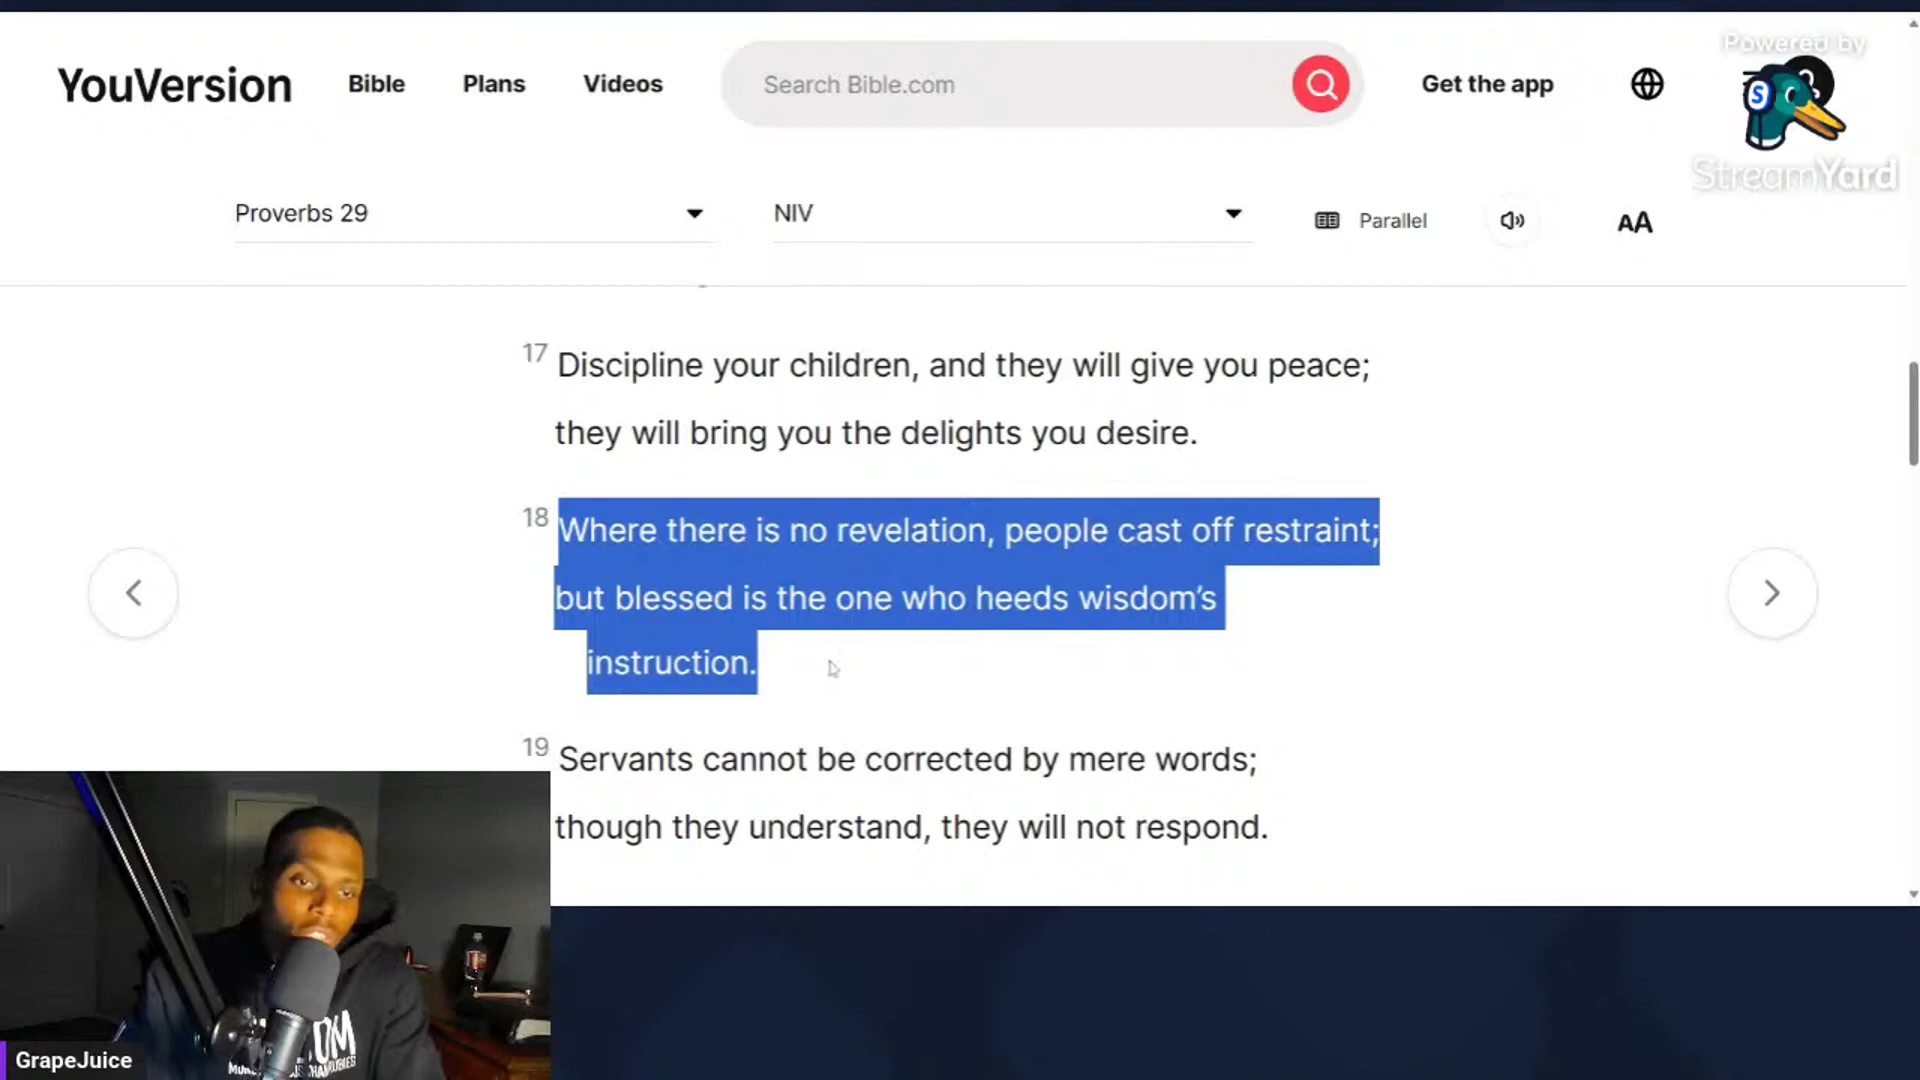 Powered by
YouVersion Bible Plans Videos Search Bible.com Get the app
S
StreamYard
Proverbs 29 NIV Parallel AA
17 Discipline your children, and they will give you peace;
they will bring you the delights you desire.
18 Where there is no revelation, people cast off restraint;
but blessed is the one who heeds wisdom’s
instruction.
19 Servants cannot be corrected by mere words;
though they understand, they will not respond.
GrapeJuice